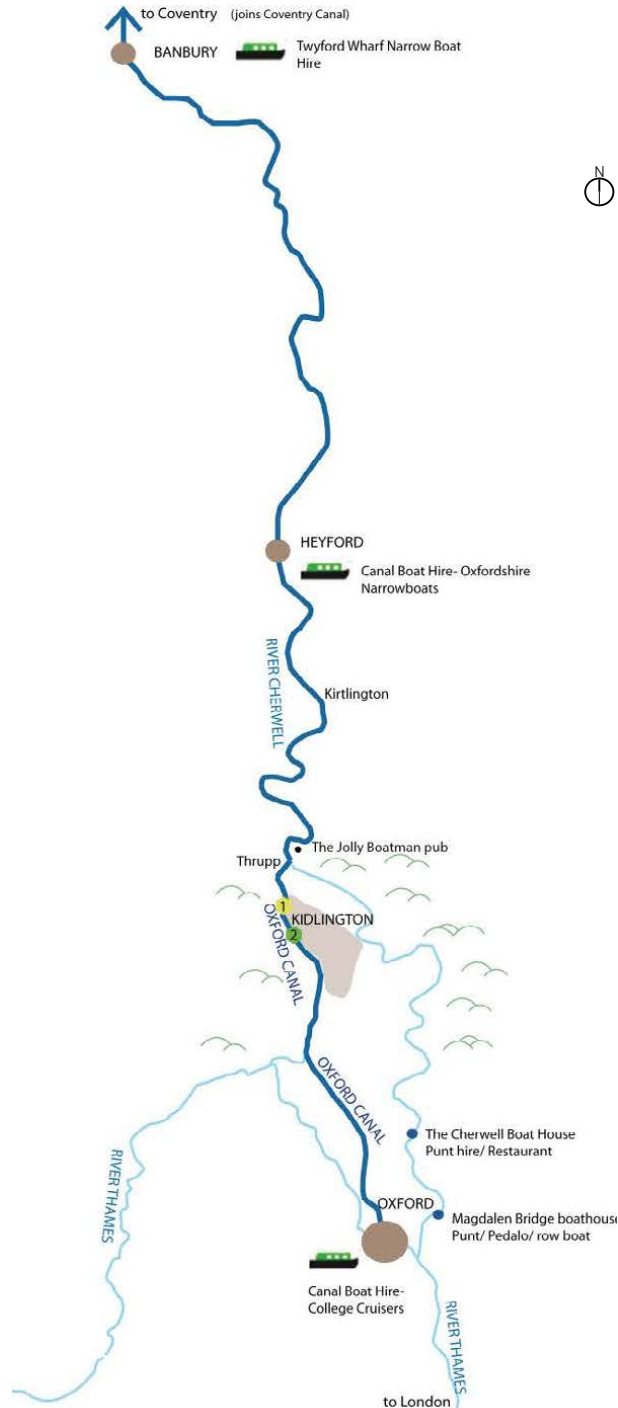 to Coventry (joins Coventry Canal)
BANBURY
Twyford Wharf Narrow Boat
Hire
N
HEYFORD
Canal Boat Hire- Oxfordshire
Narrowboats
RIVER CHERWELL
Kirtlington
The Jolly Boatman pub
Thrupp
1
KIDLINGTON
2
OXFORD CANAL
OXFORD CANAL
The Cherwell Boat House
Punt hire/ Restaurant
RIVER THAMES
OXFORD
Magdalen Bridge boathouse
Punt/ Pedalo/ row boat
Canal Boat Hire-
College Cruisers
RIVER THAMES
to London